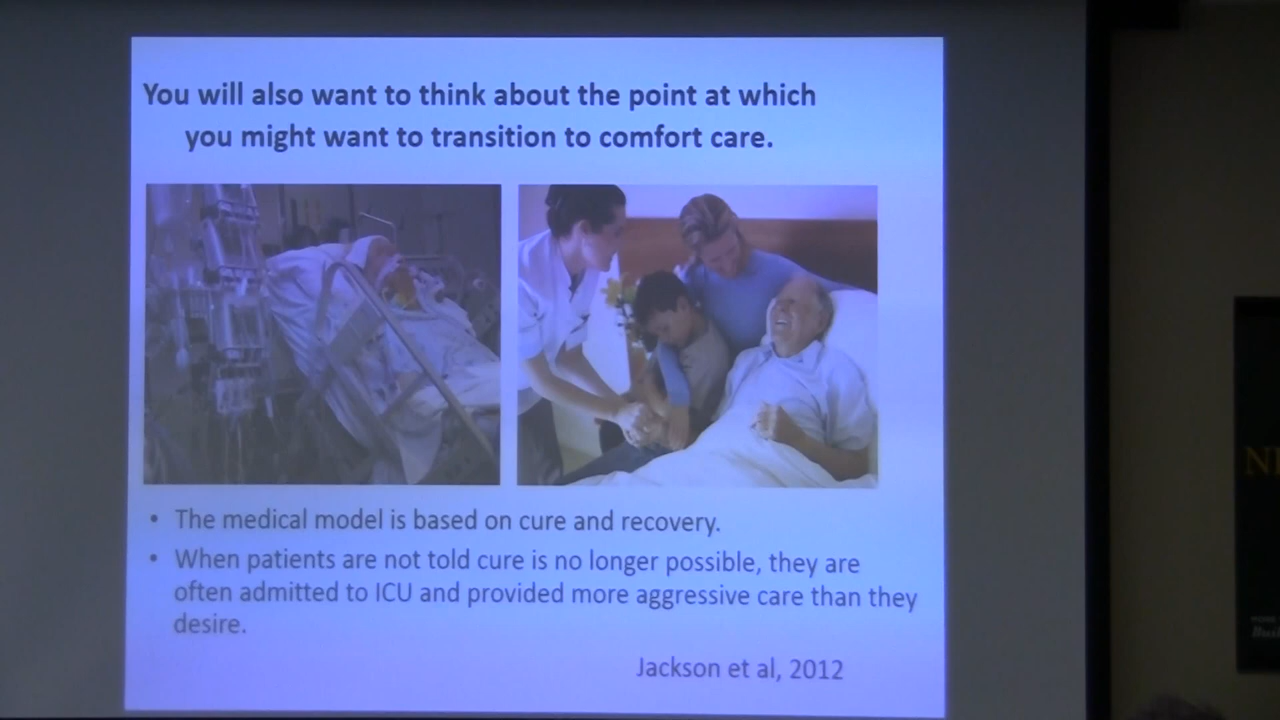 You will also want to think about the point at which
you might want to transition to comfort care.
• The medical model is based on cure and recovery.
• When patients are not told cure is no longer possible, they are
often admitted to ICU and provided more aggressive care than they
desire.
Jackson et al, 2012